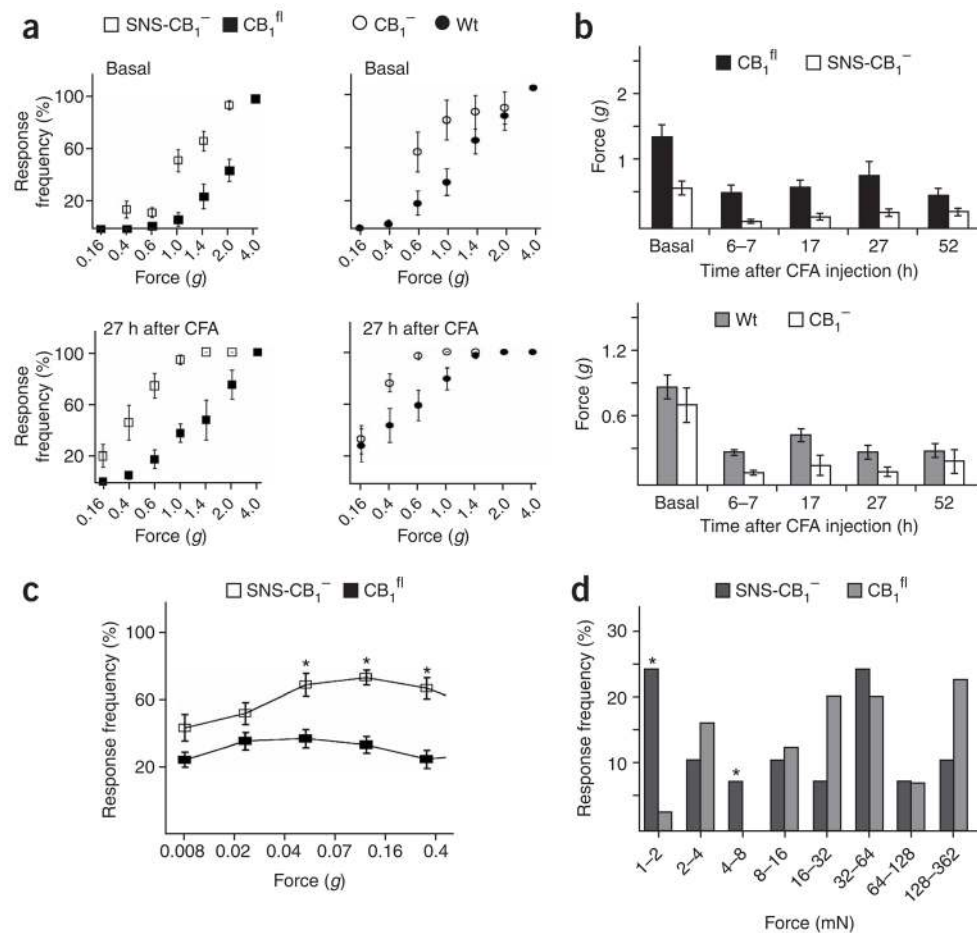 a
SNS-CB₁⁻ CB₁ᶠˡ
Basal
Response
frequency (%)
100
60
20
0.16 0.4 0.6 1.0 1.4 2.0 4.0
Force (g)
CB₁⁻ Wt
Basal
0.16 0.4 0.6 1.0 1.4 2.0 4.0
Force (g)
27 h after CFA
Response
frequency (%)
100
60
20
0.16 0.4 0.6 1.0 1.4 2.0 4.0
Force (g)
27 h after CFA
0.16 0.4 0.6 1.0 1.4 2.0 4.0
Force (g)
b
CB₁ᶠˡ SNS-CB₁⁻
Force (g)
2
1
0
Basal 6–7 17 27 52
Time after CFA injection (h)
Wt CB₁⁻
Force (g)
1.2
0.6
Basal 6–7 17 27 52
Time after CFA injection (h)
c
SNS-CB₁⁻ CB₁ᶠˡ
Response frequency (%)
100
60
20
* * *
0.008 0.02 0.04 0.07 0.16 0.4
Force (g)
d
SNS-CB₁⁻ CB₁ᶠˡ
Response frequency (%)
30
20
10
0
* *
1–2 2–4 4–8 8–16 16–32 32–64 64–128 128–362
Force (mN)